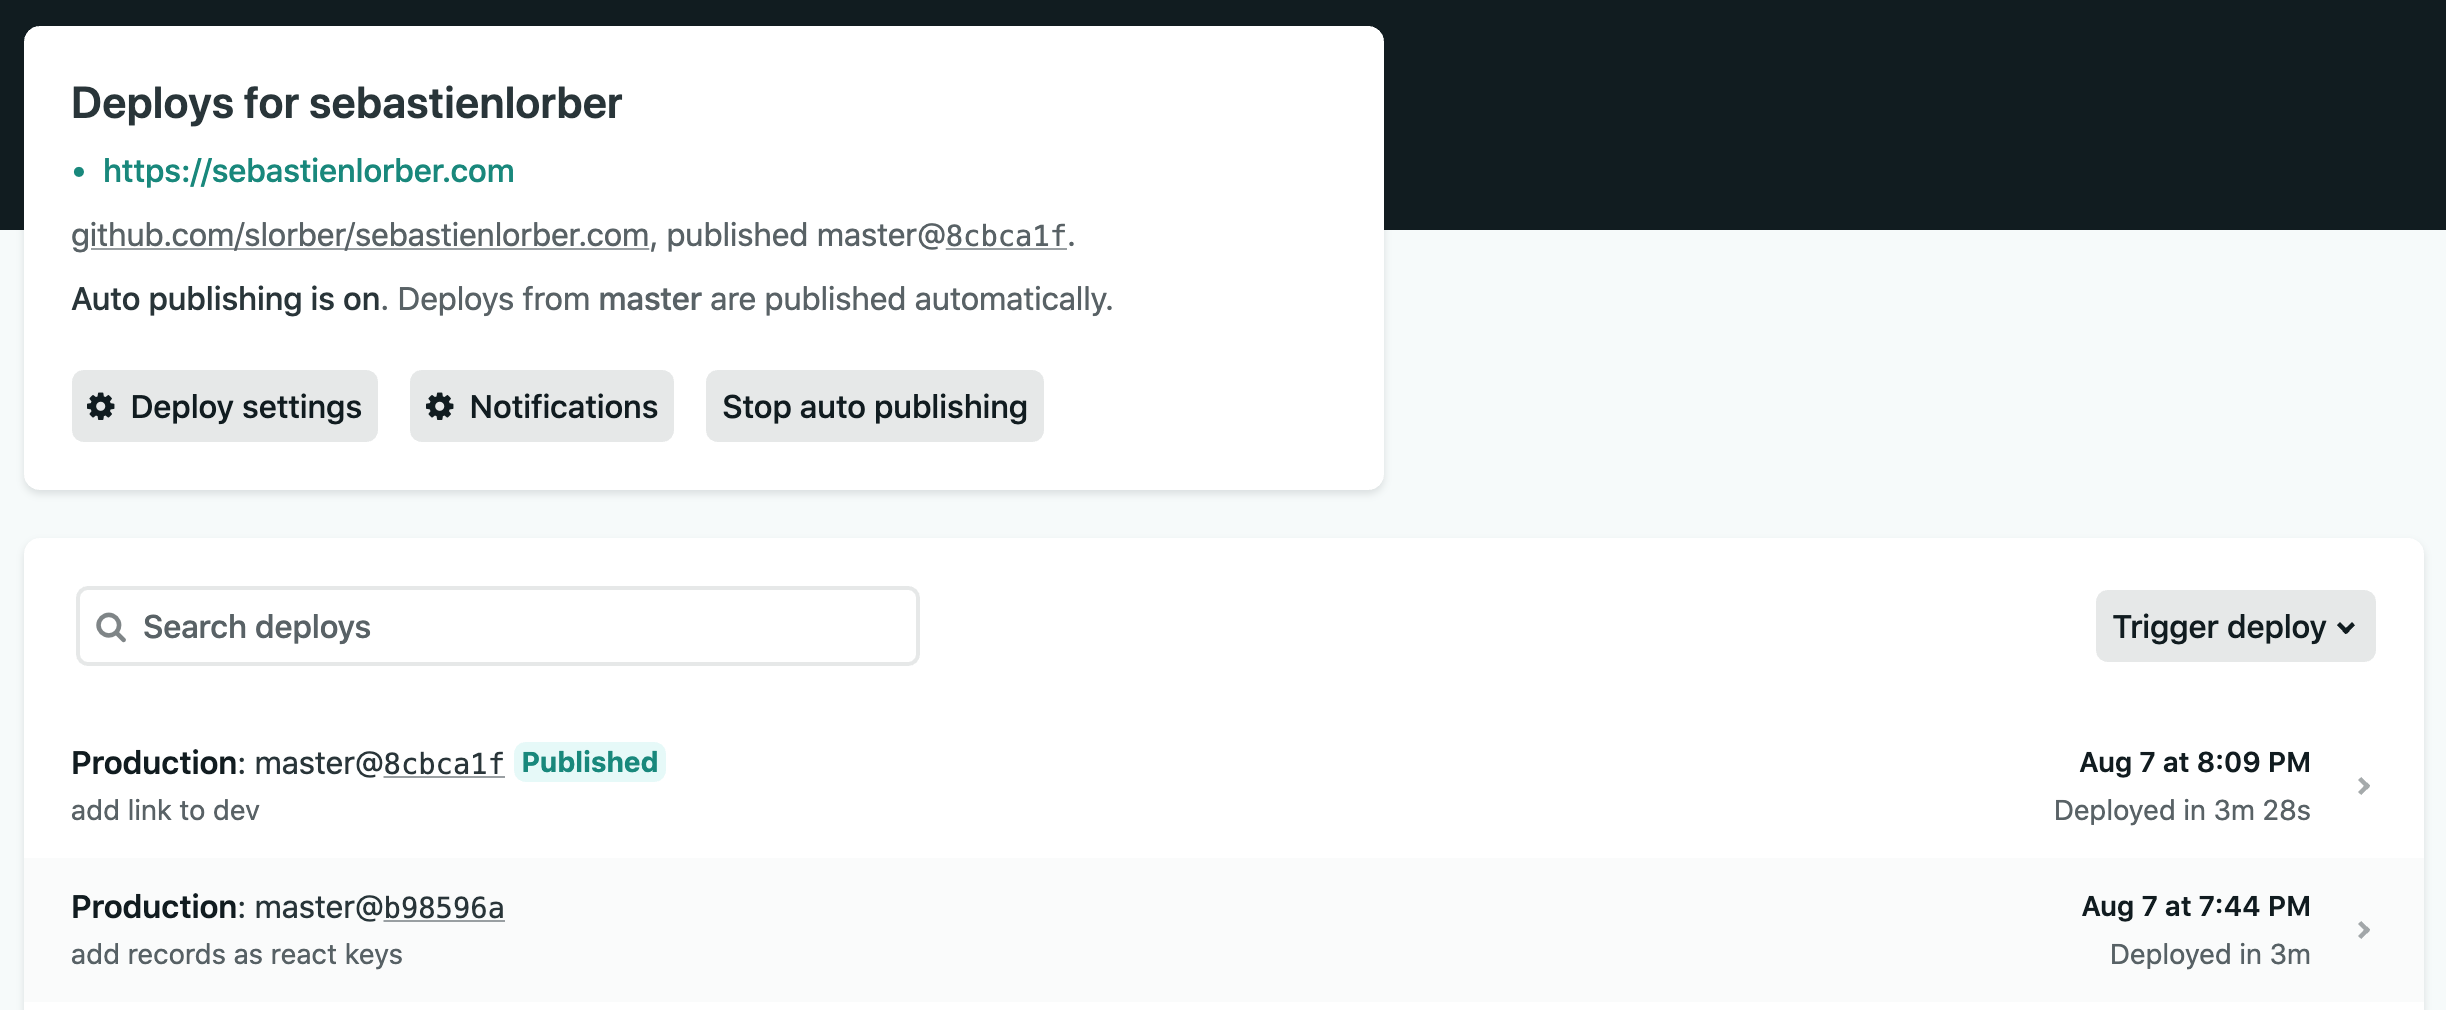 Deploys for sebastienlorber
• https://sebastienlorber.com
github.com/slorber/sebastienlorber.com, published master@8cbca1f.
Auto publishing is on. Deploys from master are published automatically.
Deploy settings Notifications Stop auto publishing
Search deploys Trigger deploy
Production: master@8cbca1f Published Aug 7 at 8:09 PM
add link to dev Deployed in 3m 28s
Production: master@b98596a Aug 7 at 7:44 PM
add records as react keys Deployed in 3m